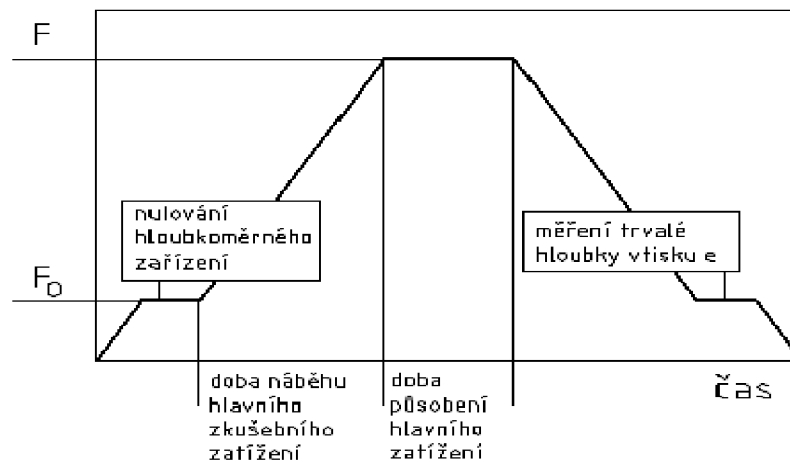 F
nulování
hloubkoměrného
zařízení
měření trvalé
hloubky vtisku e
F₀
čas
doba náběhu
hlavního
zkušebního
zatížení
doba
působení
hlavního
zatížení